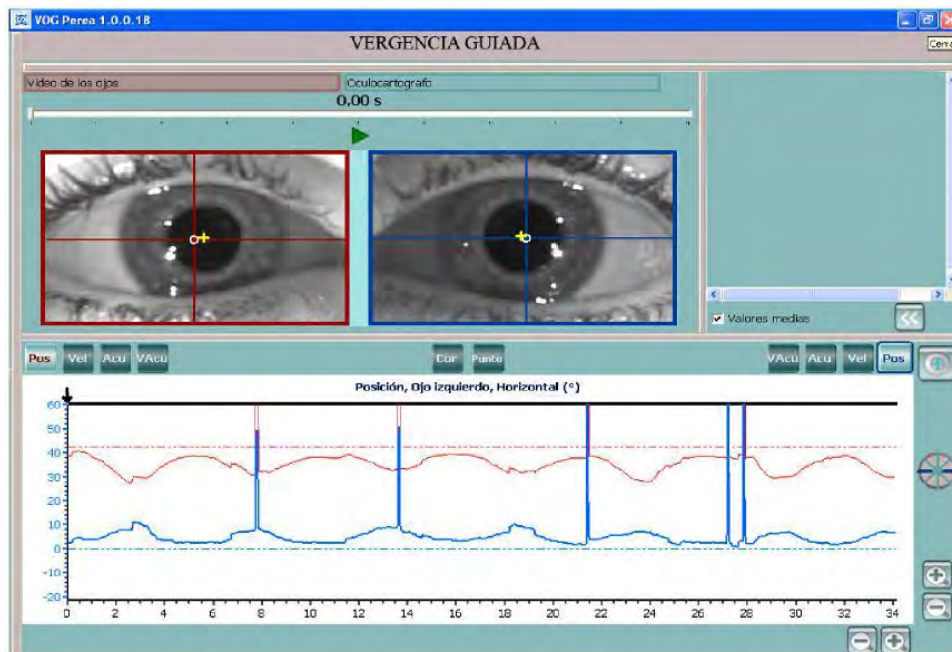 VOG Perea 1.0.0.18
VERGENCIA GUIADA
Cerra
Video de los ojos
Oculocartografo
0,00 s
Valores medias
Pos Vel Acu VAcu Cor Punto VAcu Acu Vel Pos
Posición, Ojo izquierdo, Horizontal (°)
60
50
40
30
20
10
0
-10
-20
0 2 4 6 8 10 12 14 16 18 20 22 24 26 28 30 32 34